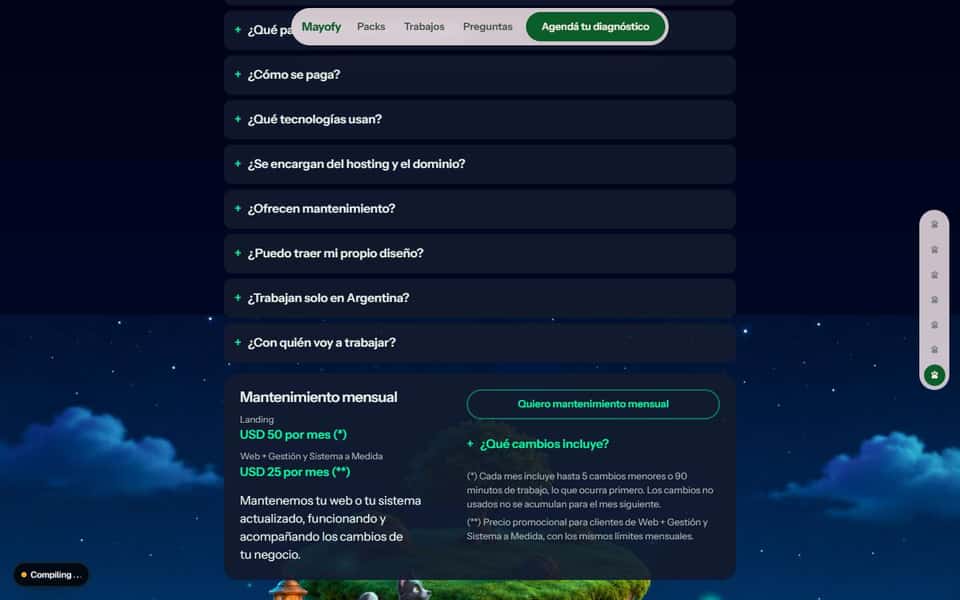 Mayofy
Packs
Trabajos
Preguntas
Agendá tu diagnóstico
+ ¿Qué
+ ¿Cómo se paga?
+ ¿Qué tecnologías usan?
+ ¿Se encargan del hosting y el dominio?
+ ¿Ofrecen mantenimiento?
+ ¿Puedo traer mi propio diseño?
+ ¿Trabajan solo en Argentina?
+ ¿Con quién voy a trabajar?
Mantenimiento mensual
Landing
USD 50 por mes (*)
Web + Gestión y Sistema a Medida
USD 25 por mes (**)
Mantenemos tu web o tu sistema
actualizado, funcionando y
acompañando los cambios de
tu negocio.
Quiero mantenimiento mensual
+ ¿Qué cambios incluye?
(*) Cada mes incluye hasta 5 cambios menores o 90
minutos de trabajo, lo que ocurra primero. Los cambios no
usados no se acumulan para el mes siguiente.
(**) Precio promocional para clientes de Web + Gestión y
Sistema a Medida, con los mismos límites mensuales.
Compiling ...